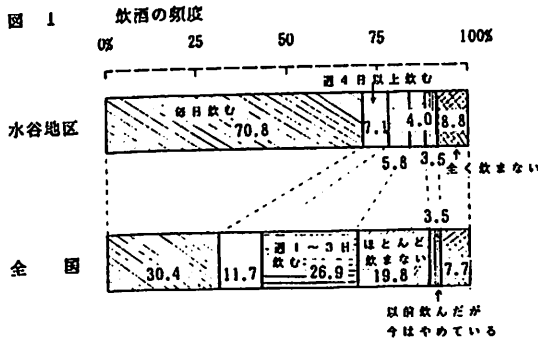 図 1 飲酒の頻度
0% 25 50 75 100%
週4日以上飲む
毎日飲む
水谷地区 70.8 7.1 4.0 8.8
5.8 3.5 全く飲まない
3.5
週1〜3日飲む ほとんど飲まない
全国 30.4 11.7 26.9 19.8 7.7
以前飲んだが
今はやめている